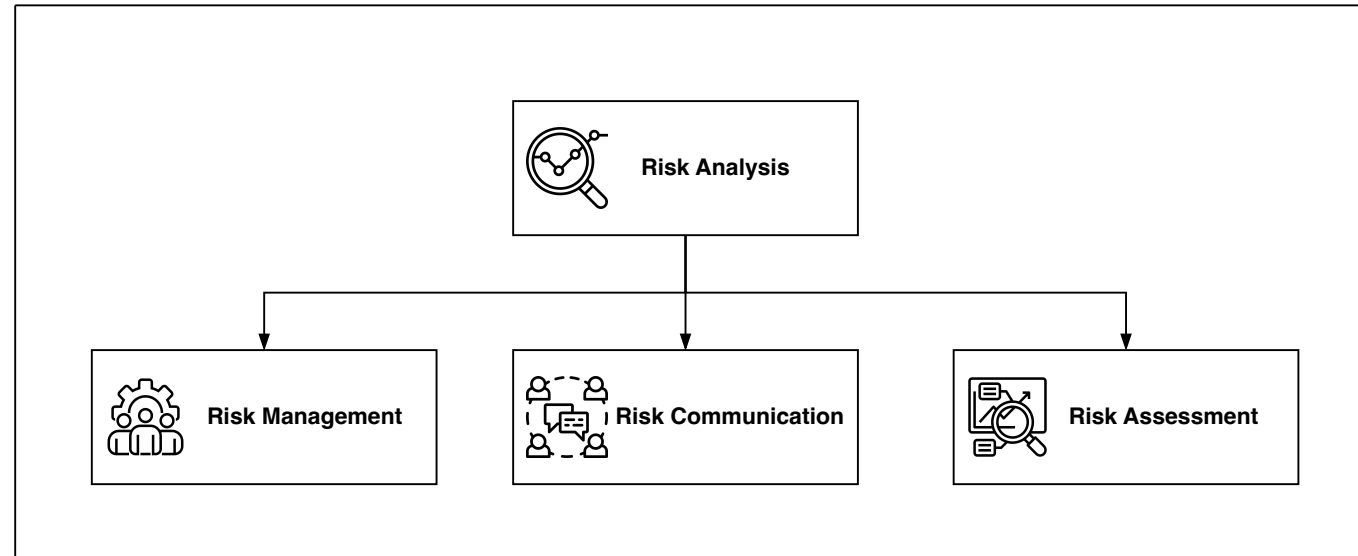 Risk Analysis
Risk Management
Risk Communication
Risk Assessment